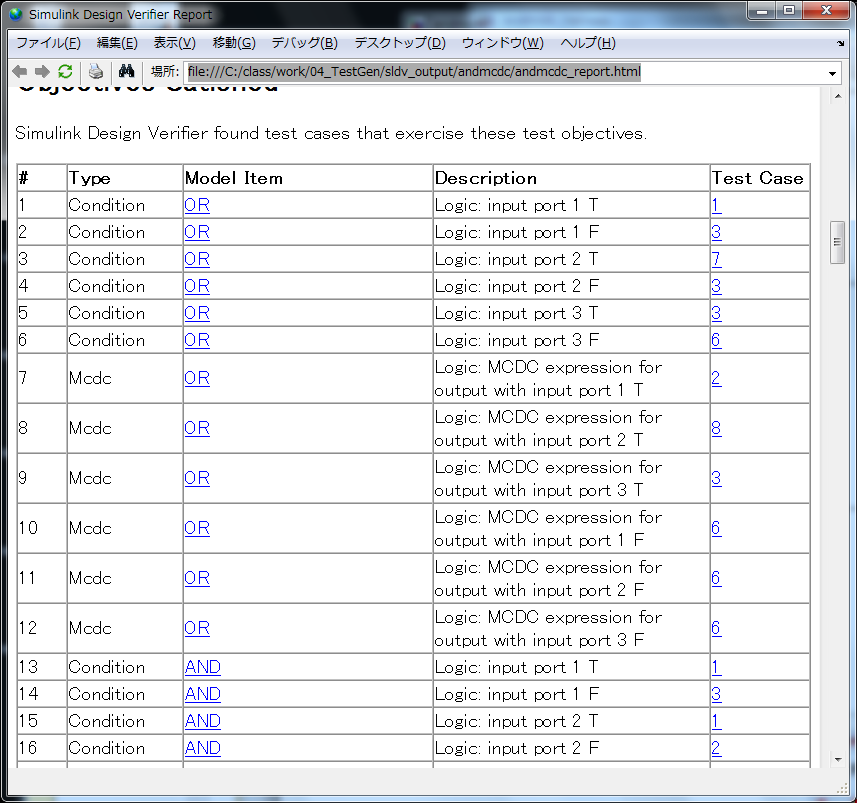 Simulink Design Verifier Report
ファイル(F) 編集(E) 表示(V) 移動(G) デバッグ(B) デスクトップ(D) ウィンドウ(W) ヘルプ(H)
場所: file:///C:/class/work/04_TestGen/sldv_output/andmcdc/andmcdc_report.html
Objectives Satisfied
Simulink Design Verifier found test cases that exercise these test objectives.
# Type Model Item Description Test Case
1 Condition OR Logic: input port 1 T 1
2 Condition OR Logic: input port 1 F 3
3 Condition OR Logic: input port 2 T 7
4 Condition OR Logic: input port 2 F 3
5 Condition OR Logic: input port 3 T 3
6 Condition OR Logic: input port 3 F 6
7 Mcdc OR Logic: MCDC expression for
output with input port 1 T 2
8 Mcdc OR Logic: MCDC expression for
output with input port 2 T 8
9 Mcdc OR Logic: MCDC expression for
output with input port 3 T 3
10 Mcdc OR Logic: MCDC expression for
output with input port 1 F 6
11 Mcdc OR Logic: MCDC expression for
output with input port 2 F 6
12 Mcdc OR Logic: MCDC expression for
output with input port 3 F 6
13 Condition AND Logic: input port 1 T 1
14 Condition AND Logic: input port 1 F 3
15 Condition AND Logic: input port 2 T 1
16 Condition AND Logic: input port 2 F 2